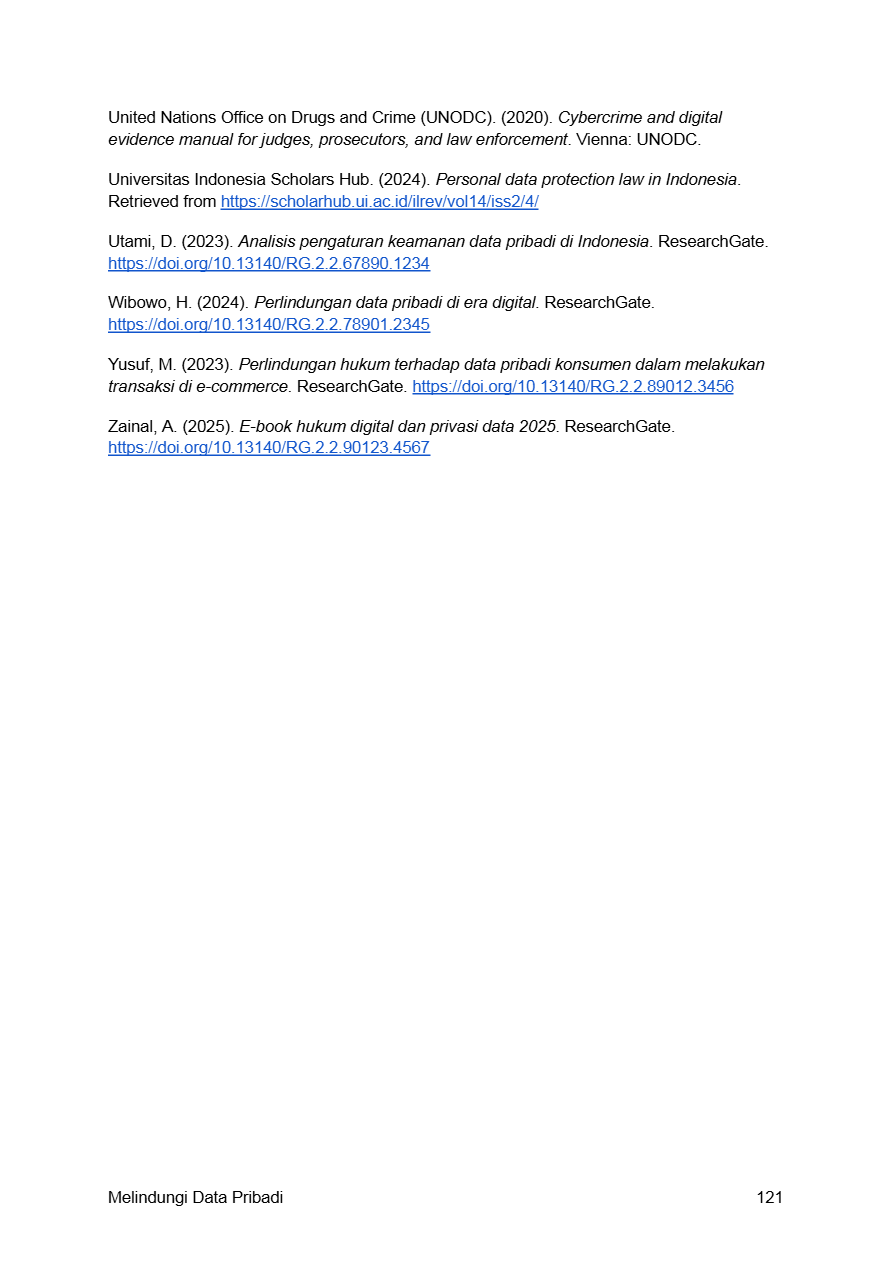 United Nations Office on Drugs and Crime (UNODC). (2020). Cybercrime and digital
evidence manual for judges, prosecutors, and law enforcement. Vienna: UNODC.
Universitas Indonesia Scholars Hub. (2024). Personal data protection law in Indonesia.
Retrieved from https://scholarhub.ui.ac.id/ilrev/vol14/iss2/4/
Utami, D. (2023). Analisis pengaturan keamanan data pribadi di Indonesia. ResearchGate.
https://doi.org/10.13140/RG.2.2.67890.1234
Wibowo, H. (2024). Perlindungan data pribadi di era digital. ResearchGate.
https://doi.org/10.13140/RG.2.2.78901.2345
Yusuf, M. (2023). Perlindungan hukum terhadap data pribadi konsumen dalam melakukan
transaksi di e-commerce. ResearchGate. https://doi.org/10.13140/RG.2.2.89012.3456
Zainal, A. (2025). E-book hukum digital dan privasi data 2025. ResearchGate.
https://doi.org/10.13140/RG.2.2.90123.4567
Melindungi Data Pribadi 121